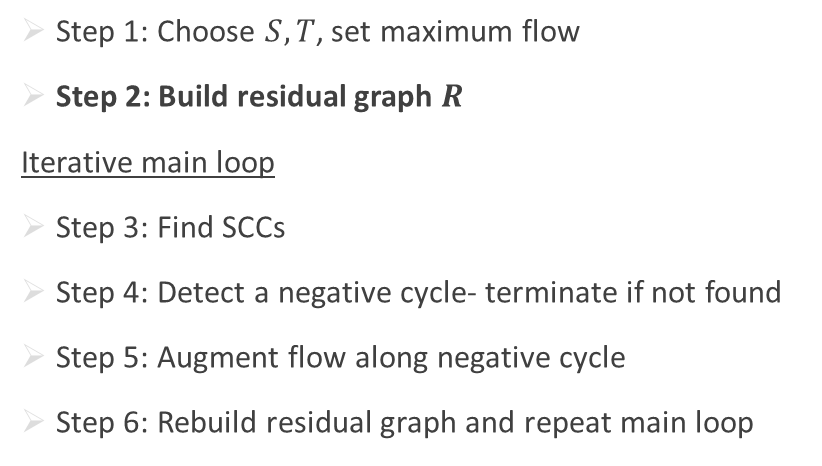 Step 1: Choose S, T, set maximum flow
Step 2: Build residual graph R
Iterative main loop
Step 3: Find SCCs
Step 4: Detect a negative cycle- terminate if not found
Step 5: Augment flow along negative cycle
Step 6: Rebuild residual graph and repeat main loop